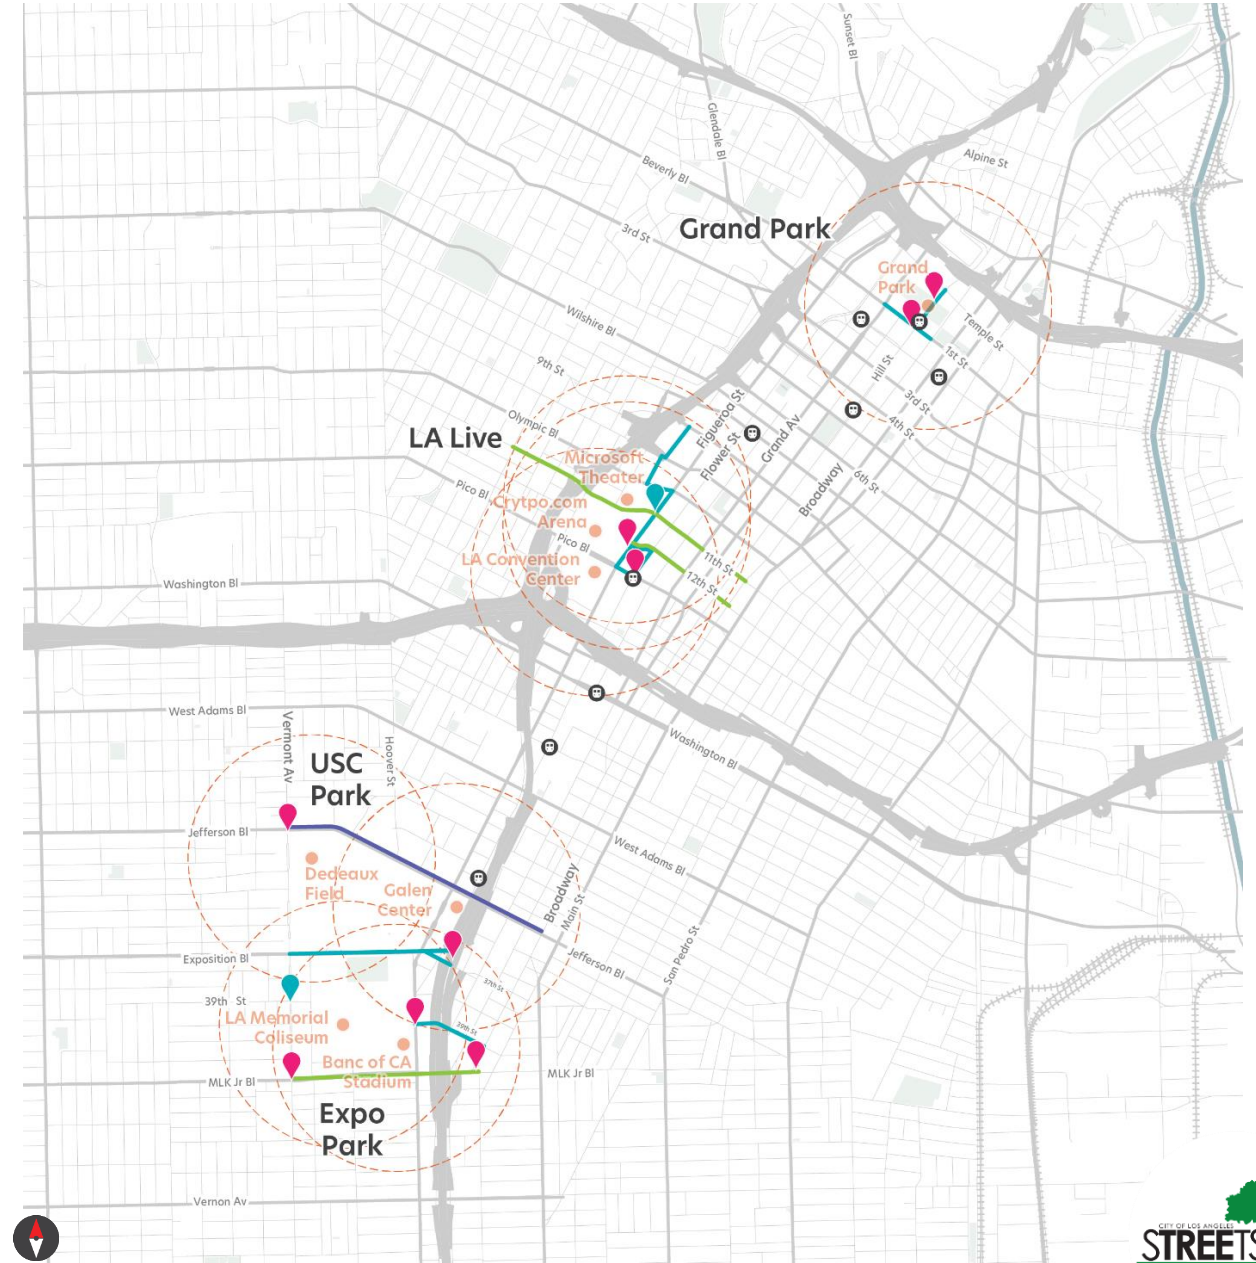 Sunset Bl
Glendale Bl
Alpine St
Beverly Bl
Grand Park
3rd St
Grand
Park
Temple St
Wilshire Bl
1st St
Hill St
9th St
3rd St
Figueroa St
4th St
Olympic Bl
LA Live
Flower St
Grand Av
Microsoft
Theater
6th St
Broadway
Pico Bl
Crytpo.com
Arena
Pico Bl
LA Convention
Center
11th St
12th St
Washington Bl
West Adams Bl
Vermont Av
Hoover St
Washington Bl
USC
Park
Jefferson Bl
West Adams Bl
Dedeaux
Field
Galen
Center
Broadway
Main St
San Pedro St
Exposition Bl
Jefferson Bl
37th St
39th St
LA Memorial
Coliseum
39th St
Banc of CA
Stadium
MLK Jr Bl
MLK Jr Bl
Expo
Park
Vernon Av
CITY OF LOS ANGELES
STREETS